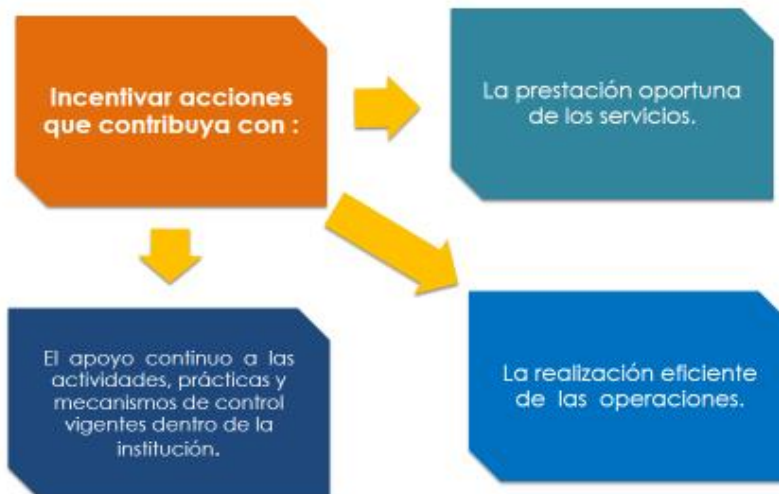 Incentivar acciones
que contribuya con :
La prestación oportuna
de los servicios.
El apoyo continuo a las
actividades, prácticas y
mecanismos de control
vigentes dentro de la
institución.
La realización eficiente
de las operaciones.